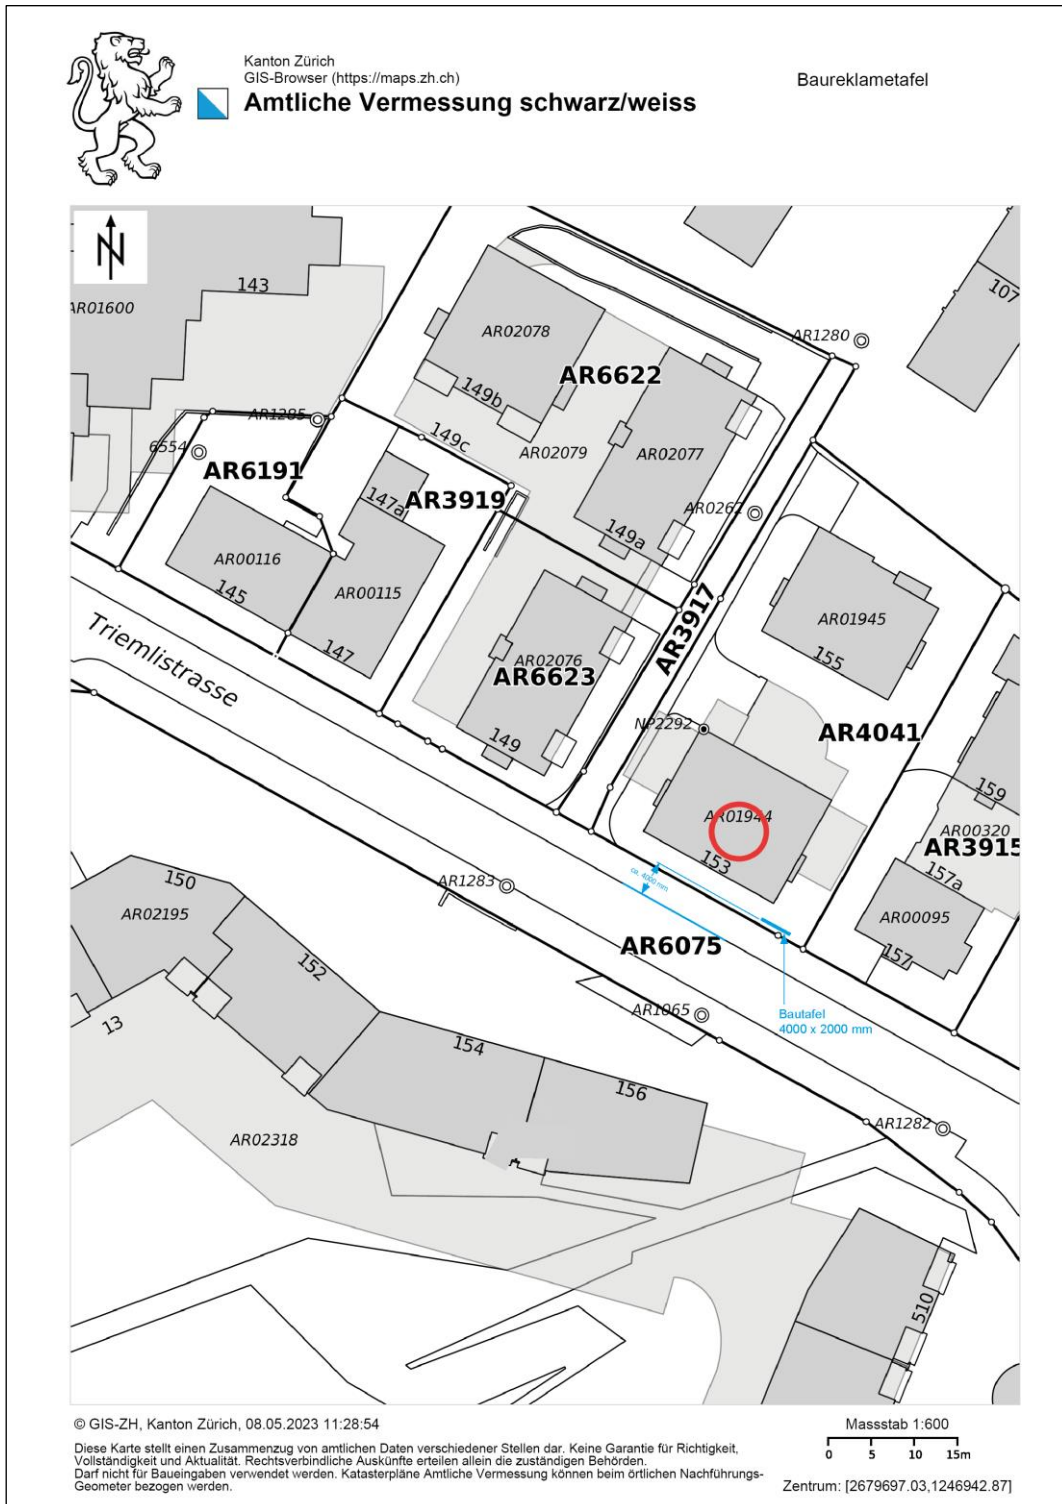 Kanton Zürich
GIS-Browser (https://maps.zh.ch)
Amtliche Vermessung schwarz/weiss
Baureklametafel
N
143
AR01600
107
AR1280
AR02078
AR6622
149b
AR1285
149c
6554
AR02079
AR02077
AR6191
147a
AR3919
AR0262
149a
AR00116
145
AR00115
147
AR3917
AR01945
155
Triemlistrasse
AR02076
AR6623
149
NP2292
AR4041
159
AR01944
153
AR00320
AR3915
157a
ca. 4000 mm
150
AR1283
AR02195
AR00095
157
AR6075
152
Bautafel
4000 x 2000 mm
AR1065
13
154
156
AR1282
AR02318
510
© GIS-ZH, Kanton Zürich, 08.05.2023 11:28:54
Diese Karte stellt einen Zusammenzug von amtlichen Daten verschiedener Stellen dar. Keine Garantie für Richtigkeit,
Vollständigkeit und Aktualität. Rechtsverbindliche Auskünfte erteilen allein die zuständigen Behörden.
Darf nicht für Baueingaben verwendet werden. Katasterpläne Amtliche Vermessung können beim örtlichen Nachführungs-
Geometer bezogen werden.
Massstab 1:600
0 5 10 15m
Zentrum: [2679697.03,1246942.87]